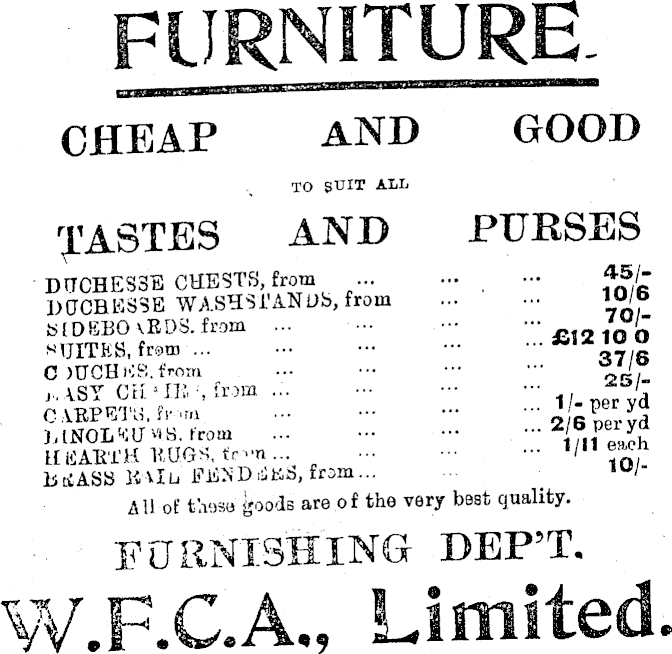 FURNITURE.
CHEAP AND GOOD
TO SUIT ALL
TASTES AND PURSES
DUCHESSE CHESTS, from ... ... ... 45/-
DUCHESSE WASHSTANDS, from ... ... 10/6
SIDEBOARDS, from ... ... ... ... 70/-
SUITES, from ... ... ... ... ... £12 10 0
COUCHES, from ... ... ... ... 37/6
EASY CHAIRS, from ... ... ... ... 25/-
CARPETS, from ... ... ... ... 1/- per yd
LINOLEUMS, from ... ... ... ... 2/6 per yd
HEARTH RUGS, from ... ... ... ... 1/11 each
BRASS RAIL FENDERS, from ... ... ... 10/-
All of these goods are of the very best quality.
FURNISHING DEP'T.
W.F.C.A., Limited.